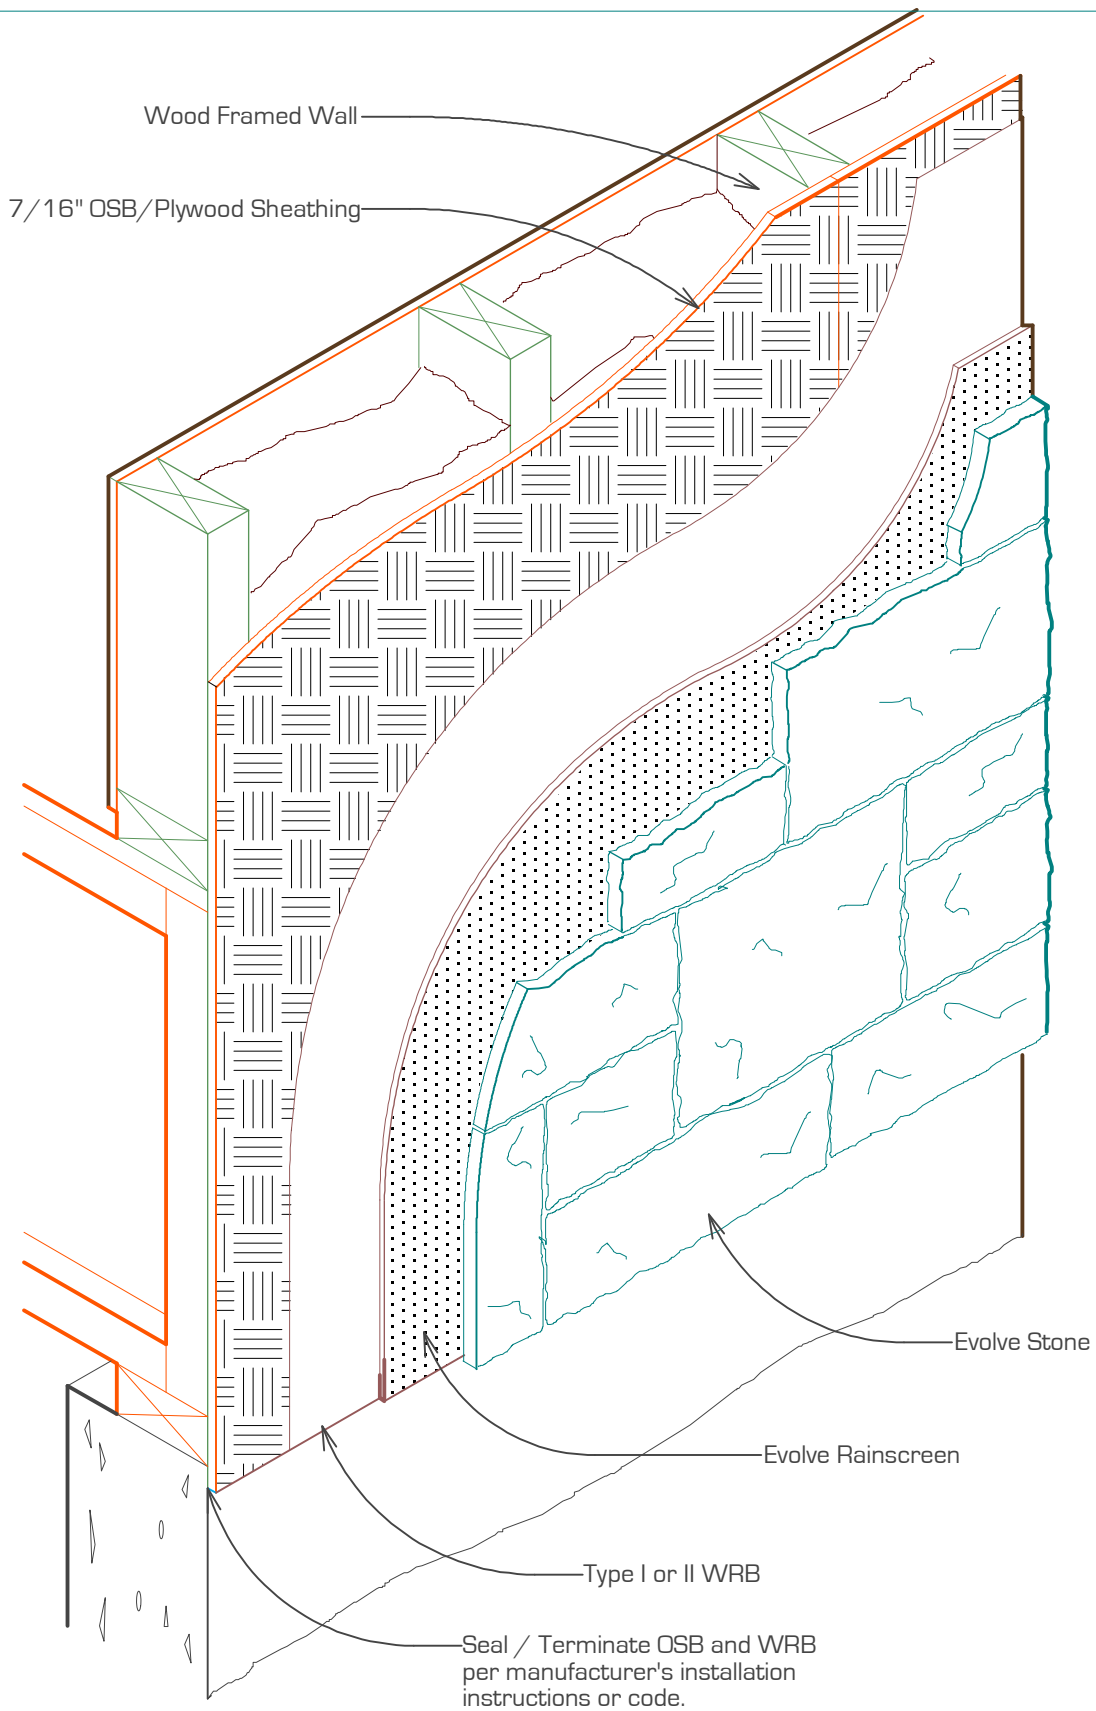 Wood Framed Wall
7/16" OSB/Plywood Sheathing
Evolve Stone
Evolve Rainscreen
Type I or II WRB
Seal / Terminate OSB and WRB
per manufacturer's installation
instructions or code.